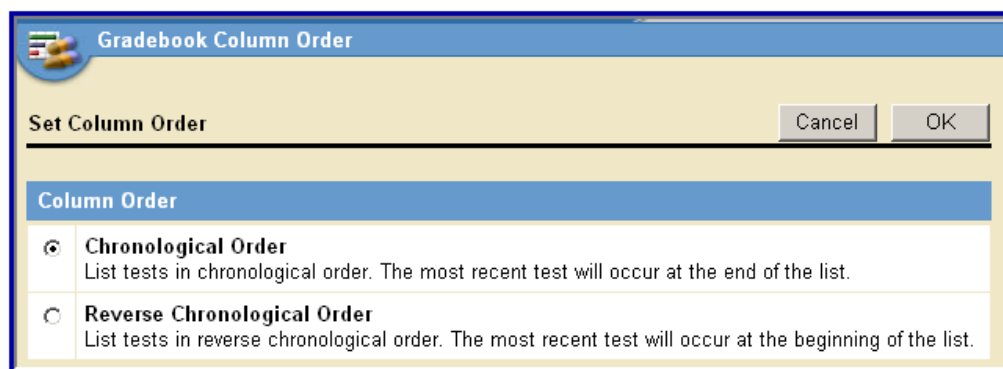 Gradebook Column Order
Set Column Order
Cancel
OK
Column Order
Chronological Order
List tests in chronological order. The most recent test will occur at the end of the list.
Reverse Chronological Order
List tests in reverse chronological order. The most recent test will occur at the beginning of the list.